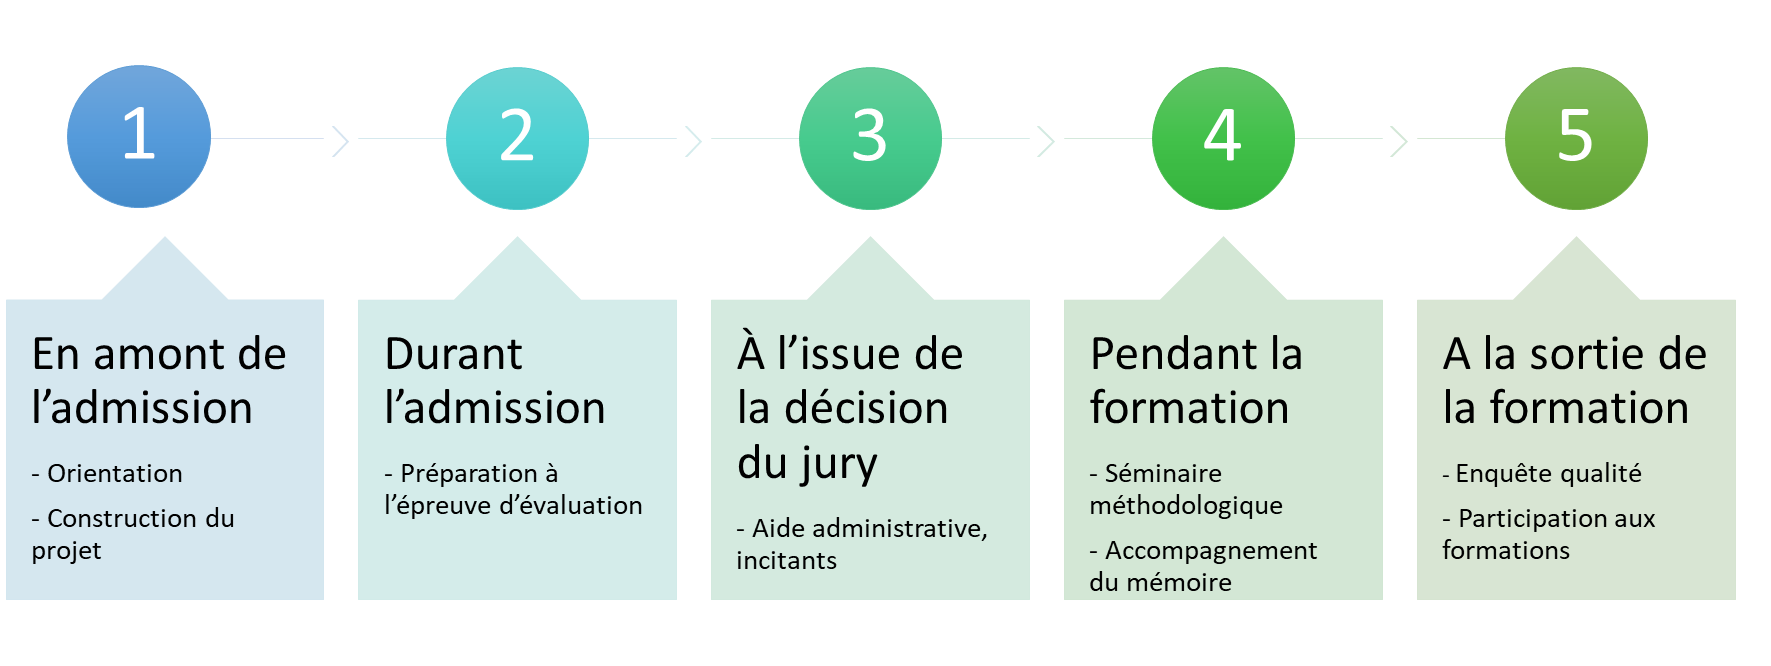 1
2
3
4
5
En amont de
l’admission
- Orientation
- Construction du
projet
Durant
l’admission
- Préparation à
l’épreuve d’évaluation
À l’issue de
la décision
du jury
- Aide administrative,
incitants
Pendant la
formation
- Séminaire
méthodologique
- Accompagnement
du mémoire
A la sortie de
la formation
- Enquête qualité
- Participation aux
formations